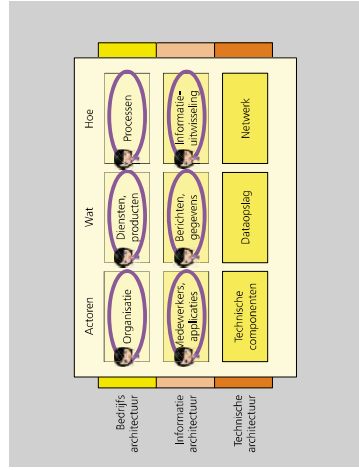 Actoren
Wat
Hoe
Bedrijfs
architectuur
Organisatie
Diensten,
producten
Processen
Informatie
architectuur
Medewerkers,
applicaties
Berichten,
gegevens
Informatie-
uitwisseling
Technische
architectuur
Technische
componenten
Dataopslag
Netwerk